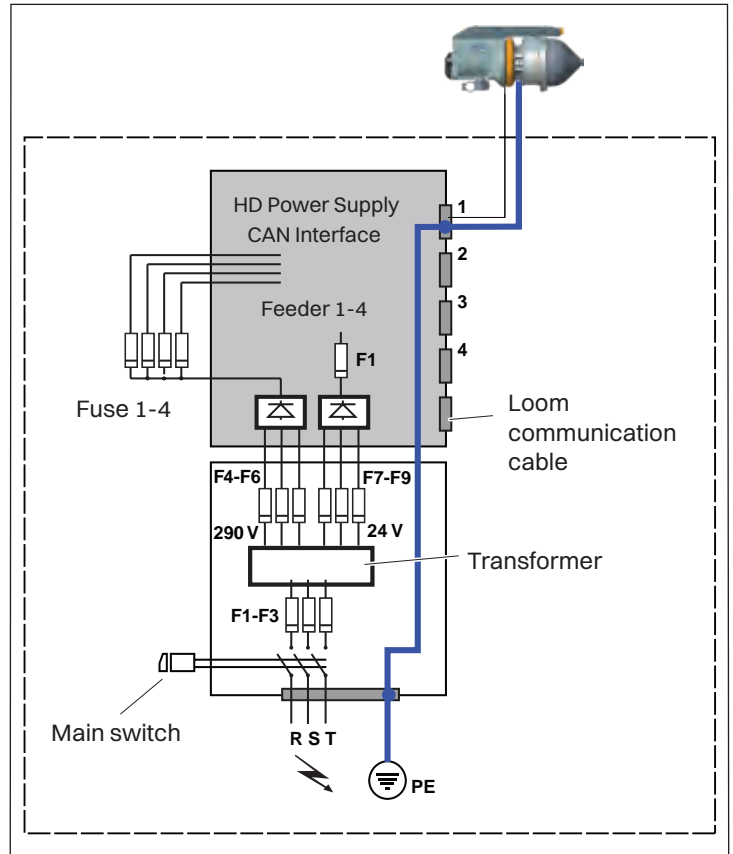 HD Power Supply
CAN Interface
1
2
3
4
Feeder 1-4
F1
Fuse 1-4
Loom
communication
cable
F4-F6
F7-F9
290 V
24 V
Transformer
F1-F3
Main switch
R S T
PE